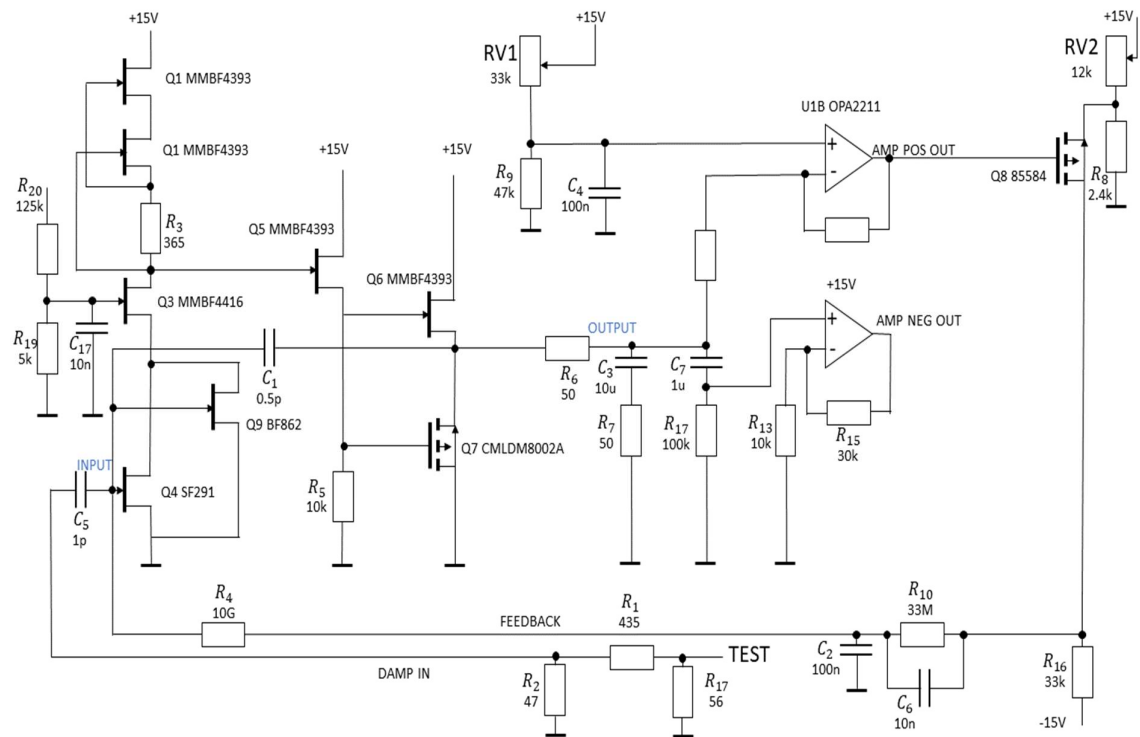 +15V
+15V
+15V
RV1
33k
RV2
12k
Q1 MMBF4393
U1B OPA2211
Q1 MMBF4393
+15V
+15V
+
-
AMP POS OUT
R20
125k
R9
47k
C4
100n
Q8 85584
R8
2.4k
R3
365
Q5 MMBF4393
Q6 MMBF4393
Q3 MMBF4416
+15V
R19
5k
C17
10n
OUTPUT
+
-
AMP NEG OUT
C1
0.5p
R6
50
C3
10u
C7
1u
Q9 BF862
R7
50
R17
100k
R13
10k
R15
30k
Q7 CMLDM8002A
INPUT
Q4 SF291
R5
10k
C5
1p
R4
10G
R1
435
R10
33M
FEEDBACK
C2
100n
TEST
DAMP IN
R2
47
R17
56
C6
10n
R16
33k
-15V